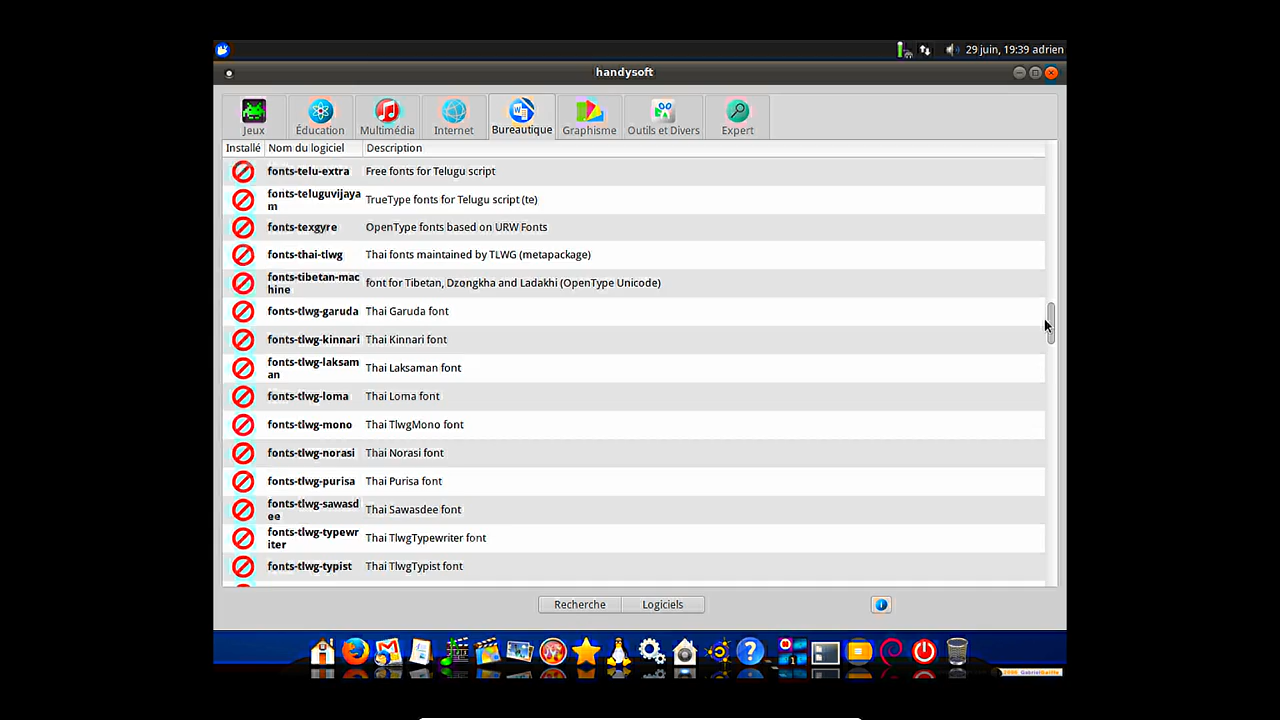 29 juin, 19:39 adrien
handysoft
Jeux
Éducation
Multimédia
Internet
Bureautique
Graphisme
Outils et Divers
Expert
Installé Nom du logiciel Description
fonts-telu-extra Free fonts for Telugu script
fonts-teluguvijaya
m
TrueType fonts for Telugu script (te)
fonts-texgyre OpenType fonts based on URW Fonts
fonts-thai-tlwg Thai fonts maintained by TLWG (metapackage)
fonts-tibetan-mac
hine
font for Tibetan, Dzongkha and Ladakhi (OpenType Unicode)
fonts-tlwg-garuda Thai Garuda font
fonts-tlwg-kinnari Thai Kinnari font
fonts-tlwg-laksam
an
Thai Laksaman font
fonts-tlwg-loma Thai Loma font
fonts-tlwg-mono Thai TlwgMono font
fonts-tlwg-norasi Thai Norasi font
fonts-tlwg-purisa Thai Purisa font
fonts-tlwg-sawasd
ee
Thai Sawasdee font
fonts-tlwg-typewr
iter
Thai TlwgTypewriter font
fonts-tlwg-typist Thai TlwgTypist font
Recherche
Logiciels